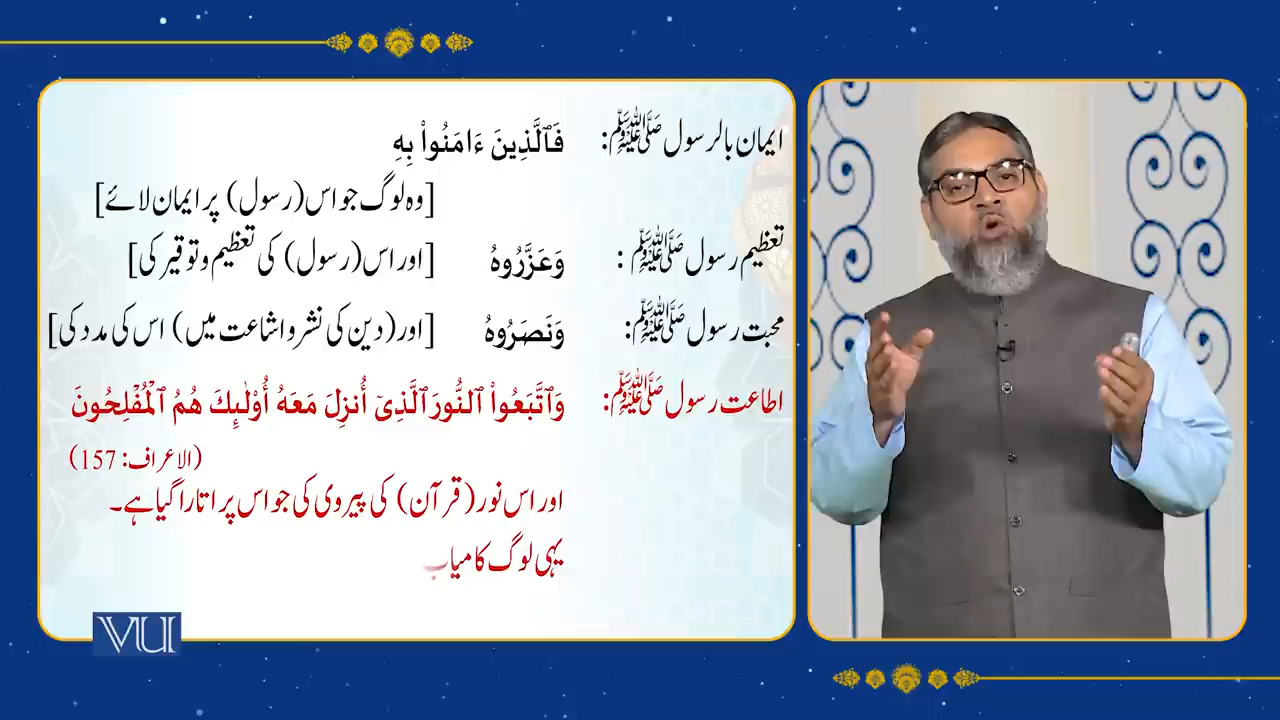 ایمان بالرسول ﷺ: فَٱلَّذِينَ ءَامَنُوا۟ بِهِ
[وہ لوگ جو اس (رسول) پر ایمان لائے]
تعظیم رسول ﷺ : وَعَزَّرُوهُ [اور اس (رسول) کی تعظیم و توقیر کی]
محبت رسول ﷺ: وَنَصَرُوهُ [اور (دین کی نشر و اشاعت میں) اس کی مدد کی]
اطاعت رسول ﷺ: وَٱتَّبَعُوا۟ ٱلنُّورَ ٱلَّذِىٓ أُنزِلَ مَعَهُ أُو۟لَٰٓئِكَ هُمُ ٱلْمُفْلِحُونَ
(الاعراف: 157)
اور اس نور (قرآن) کی پیروی کی جو اس پر اتارا گیا ہے۔
یہی لوگ کامیاب
VU